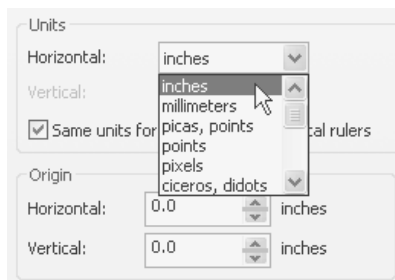 Units
Horizontal: inches
Vertical: inches
millimeters
Same units for picas, points cal rulers
points
pixels
ciceros, didots
Origin
Horizontal: 0.0 inches
Vertical: 0.0 inches